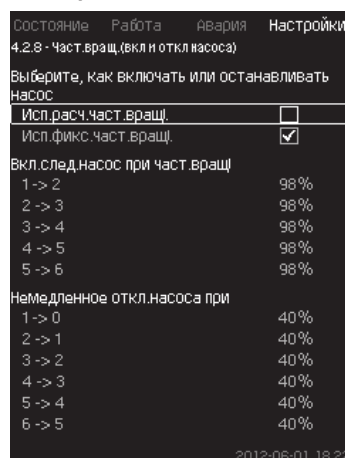 Состояние Работа Авария Настройки
4.2.8 - Част.вращ.(вкл и откл насоса)
Выберите, как включать или останавливать
насос
Исп.расч.част.вращ.
Исп.фикс.част.вращ.
Вкл.след.насос при част.вращ
1 -> 2 98%
2 -> 3 98%
3 -> 4 98%
4 -> 5 98%
5 -> 6 98%
Немедленное откл.насоса при
1 -> 0 40%
2 -> 1 40%
3 -> 2 40%
4 -> 3 40%
5 -> 4 40%
6 -> 5 40%
2012-06-01 18:22